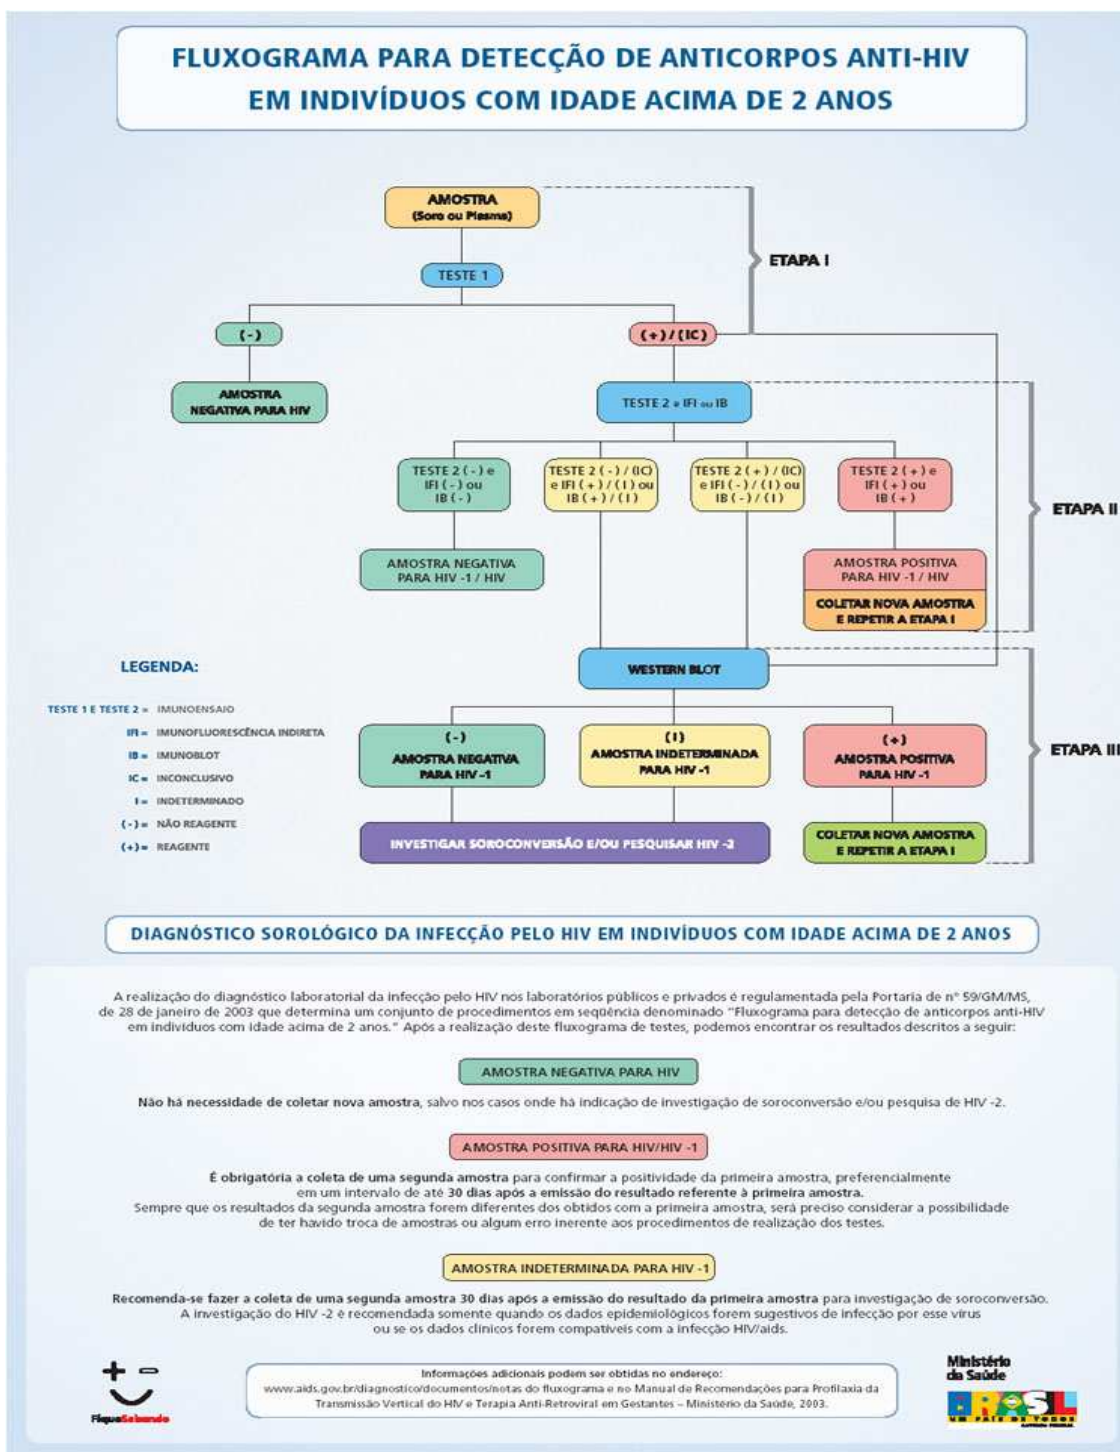 FLUXOGRAMA PARA DETECÇÃO DE ANTICORPOS ANTI-HIV
EM INDIVÍDUOS COM IDADE ACIMA DE 2 ANOS
AMOSTRA
(Soro ou Plasma)
ETAPA I
TESTE 1
(-)
(+)/(IC)
AMOSTRA
NEGATIVA PARA HIV
TESTE 2 e IFI ou IB
TESTE 2 (-) e
IFI (-) ou
IB (-)
TESTE 2 (-) / (IC)
e IFI (+) / (I) ou
IB (+) / (I)
TESTE 2 (+) / (IC)
e IFI (-) / (I) ou
IB (-) / (I)
TESTE 2 (+) e
IFI (+) ou
IB (+)
ETAPA II
AMOSTRA NEGATIVA
PARA HIV -1 / HIV
AMOSTRA POSITIVA
PARA HIV -1 / HIV
COLETAR NOVA AMOSTRA
E REPETIR A ETAPA I
WESTERN BLOT
(-)
AMOSTRA NEGATIVA
PARA HIV -1
(I)
AMOSTRA INDETERMINADA
PARA HIV -1
(+)
AMOSTRA POSITIVA
PARA HIV -1
ETAPA III
INVESTIGAR SOROCONVERSÃO E/OU PESQUISAR HIV -2
COLETAR NOVA AMOSTRA
E REPETIR A ETAPA I
LEGENDA:
TESTE 1 E TESTE 2 = IMUNOENSAIO
IFI = IMUNOFLUORESCÊNCIA INDIRETA
IB = IMUNOBLOT
IC = INCONCLUSIVO
I = INDETERMINADO
(-) = NÃO REAGENTE
(+) = REAGENTE
DIAGNÓSTICO SOROLÓGICO DA INFECÇÃO PELO HIV EM INDIVÍDUOS COM IDADE ACIMA DE 2 ANOS
A realização do diagnóstico laboratorial da infecção pelo HIV nos laboratórios públicos e privados é regulamentada pela Portaria de nº 59/GM/MS,
de 28 de janeiro de 2003 que determina um conjunto de procedimentos em seqüência denominado "Fluxograma para detecção de anticorpos anti-HIV
em indivíduos com idade acima de 2 anos." Após a realização deste fluxograma de testes, podemos encontrar os resultados descritos a seguir:
AMOSTRA NEGATIVA PARA HIV
Não há necessidade de coletar nova amostra, salvo nos casos onde há indicação de investigação de soroconversão e/ou pesquisa de HIV -2.
AMOSTRA POSITIVA PARA HIV/HIV -1
É obrigatória a coleta de uma segunda amostra para confirmar a positividade da primeira amostra, preferencialmente
em um intervalo de até 30 dias após a emissão do resultado referente à primeira amostra.
Sempre que os resultados da segunda amostra forem diferentes dos obtidos com a primeira amostra, será preciso considerar a possibilidade
de ter havido troca de amostras ou algum erro inerente aos procedimentos de realização dos testes.
AMOSTRA INDETERMINADA PARA HIV -1
Recomenda-se fazer a coleta de uma segunda amostra 30 dias após a emissão do resultado da primeira amostra para investigação de soroconversão.
A investigação do HIV -2 é recomendada somente quando os dados epidemiológicos forem sugestivos de infecção por esse vírus
ou se os dados clínicos forem compatíveis com a infecção HIV/aids.
FiqueSabendo
Informações adicionais podem ser obtidas no endereço:
www.aids.gov.br/diagnostico/documentos/notas do fluxograma e no Manual de Recomendações para Profilaxia da
Transmissão Vertical do HIV e Terapia Anti-Retroviral em Gestantes – Ministério da Saúde, 2003.
Ministério
da Saúde
BRASIL
UM PAÍS DE TODOS
GOVERNO FEDERAL